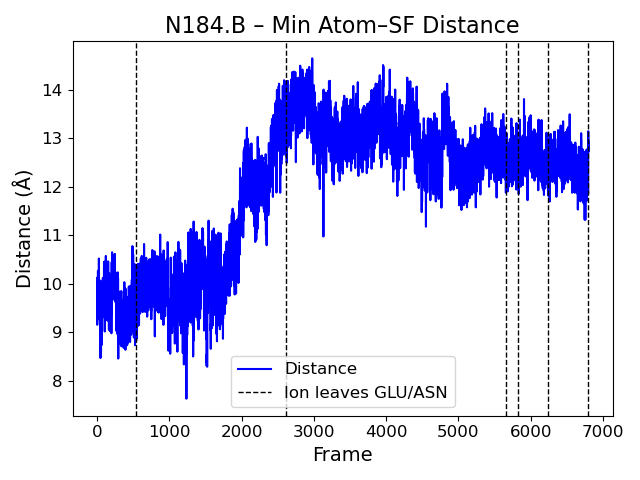 N184.B – Min Atom–SF Distance
Distance (Å)
14
13
12
11
10
9
8
Distance
Ion leaves GLU/ASN
0 1000 2000 3000 4000 5000 6000 7000
Frame